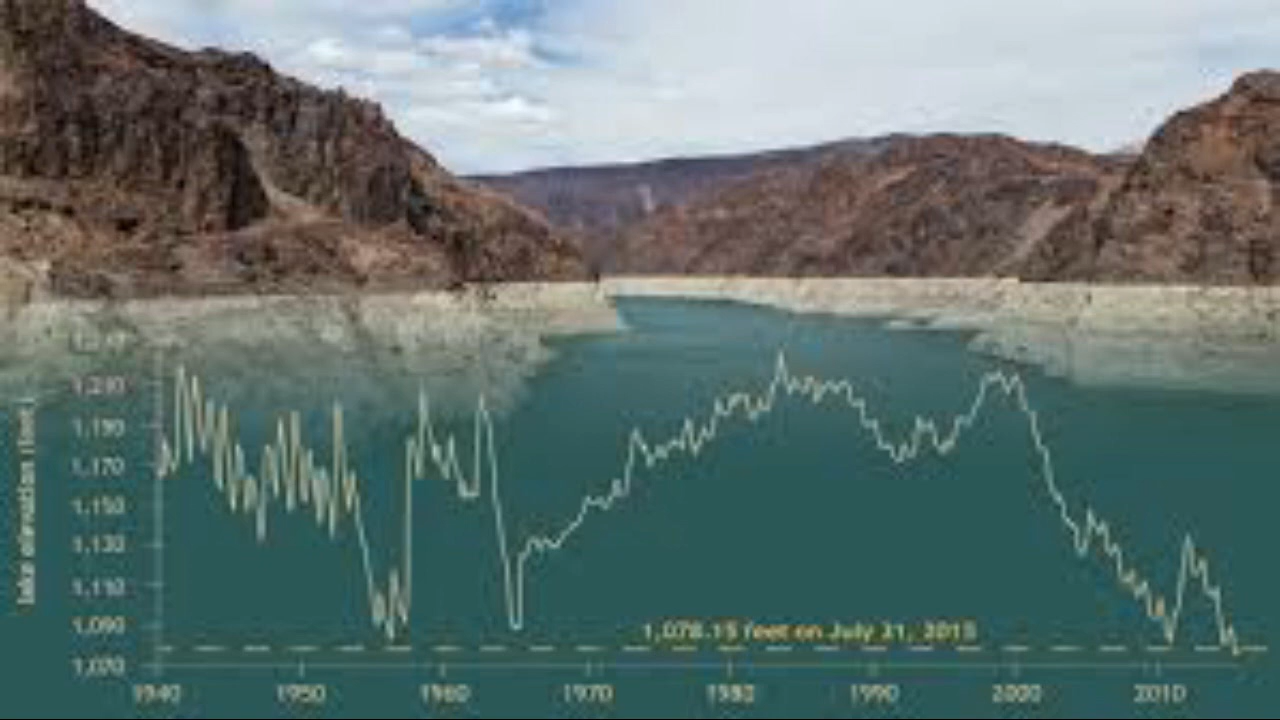 Lake elevation (feet)
1,210
1,190
1,170
1,150
1,130
1,110
1,090
1,070
1,078.15 feet on July 31, 2015
1940 1950 1960 1970 1980 1990 2000 2010